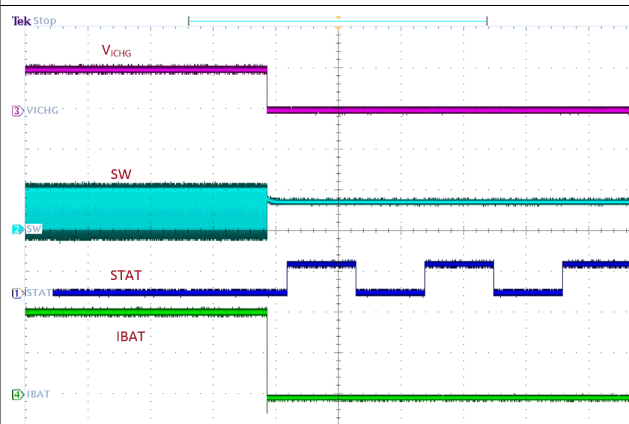 Tek Stop
VICHG
3 VICHG
SW
2 SW
STAT
1 STAT
IBAT
4 IBAT